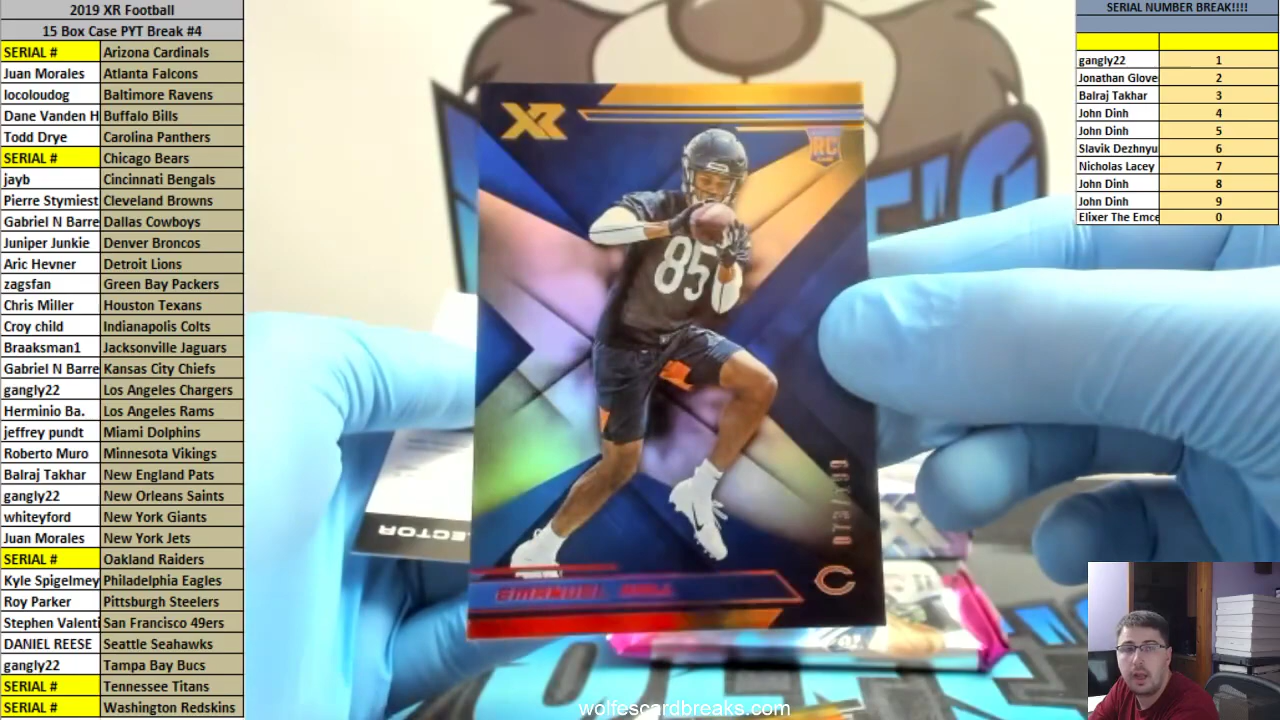 2019 XR Football
15 Box Case PYT Break #4
SERIAL # Arizona Cardinals
Juan Morales Atlanta Falcons
locoloudog Baltimore Ravens
Dane Vanden H Buffalo Bills
Todd Drye Carolina Panthers
SERIAL # Chicago Bears
jayb Cincinnati Bengals
Pierre Stymiest Cleveland Browns
Gabriel N Barre Dallas Cowboys
Juniper Junkie Denver Broncos
Aric Hevner Detroit Lions
zagsfan Green Bay Packers
Chris Miller Houston Texans
Croy child Indianapolis Colts
Braaksman1 Jacksonville Jaguars
Gabriel N Barre Kansas City Chiefs
gangly22 Los Angeles Chargers
Herminio Ba. Los Angeles Rams
jeffrey pundt Miami Dolphins
Roberto Muro Minnesota Vikings
Balraj Takhar New England Pats
gangly22 New Orleans Saints
whiteyford New York Giants
Juan Morales New York Jets
SERIAL # Oakland Raiders
Kyle Spigelmey Philadelphia Eagles
Roy Parker Pittsburgh Steelers
Stephen Valenti San Francisco 49ers
DANIEL REESE Seattle Seahawks
gangly22 Tampa Bay Bucs
SERIAL # Tennessee Titans
SERIAL # Washington Redskins
XR
RC
85
EMANUEL HALL
C
ECTOR
wolfescardbreaks.com
SERIAL NUMBER BREAK!!!!
gangly22 1
Jonathan Glove 2
Balraj Takhar 3
John Dinh 4
John Dinh 5
Slavik Dezhnyu 6
Nicholas Lacey 7
John Dinh 8
John Dinh 9
Elixer The Emce 0